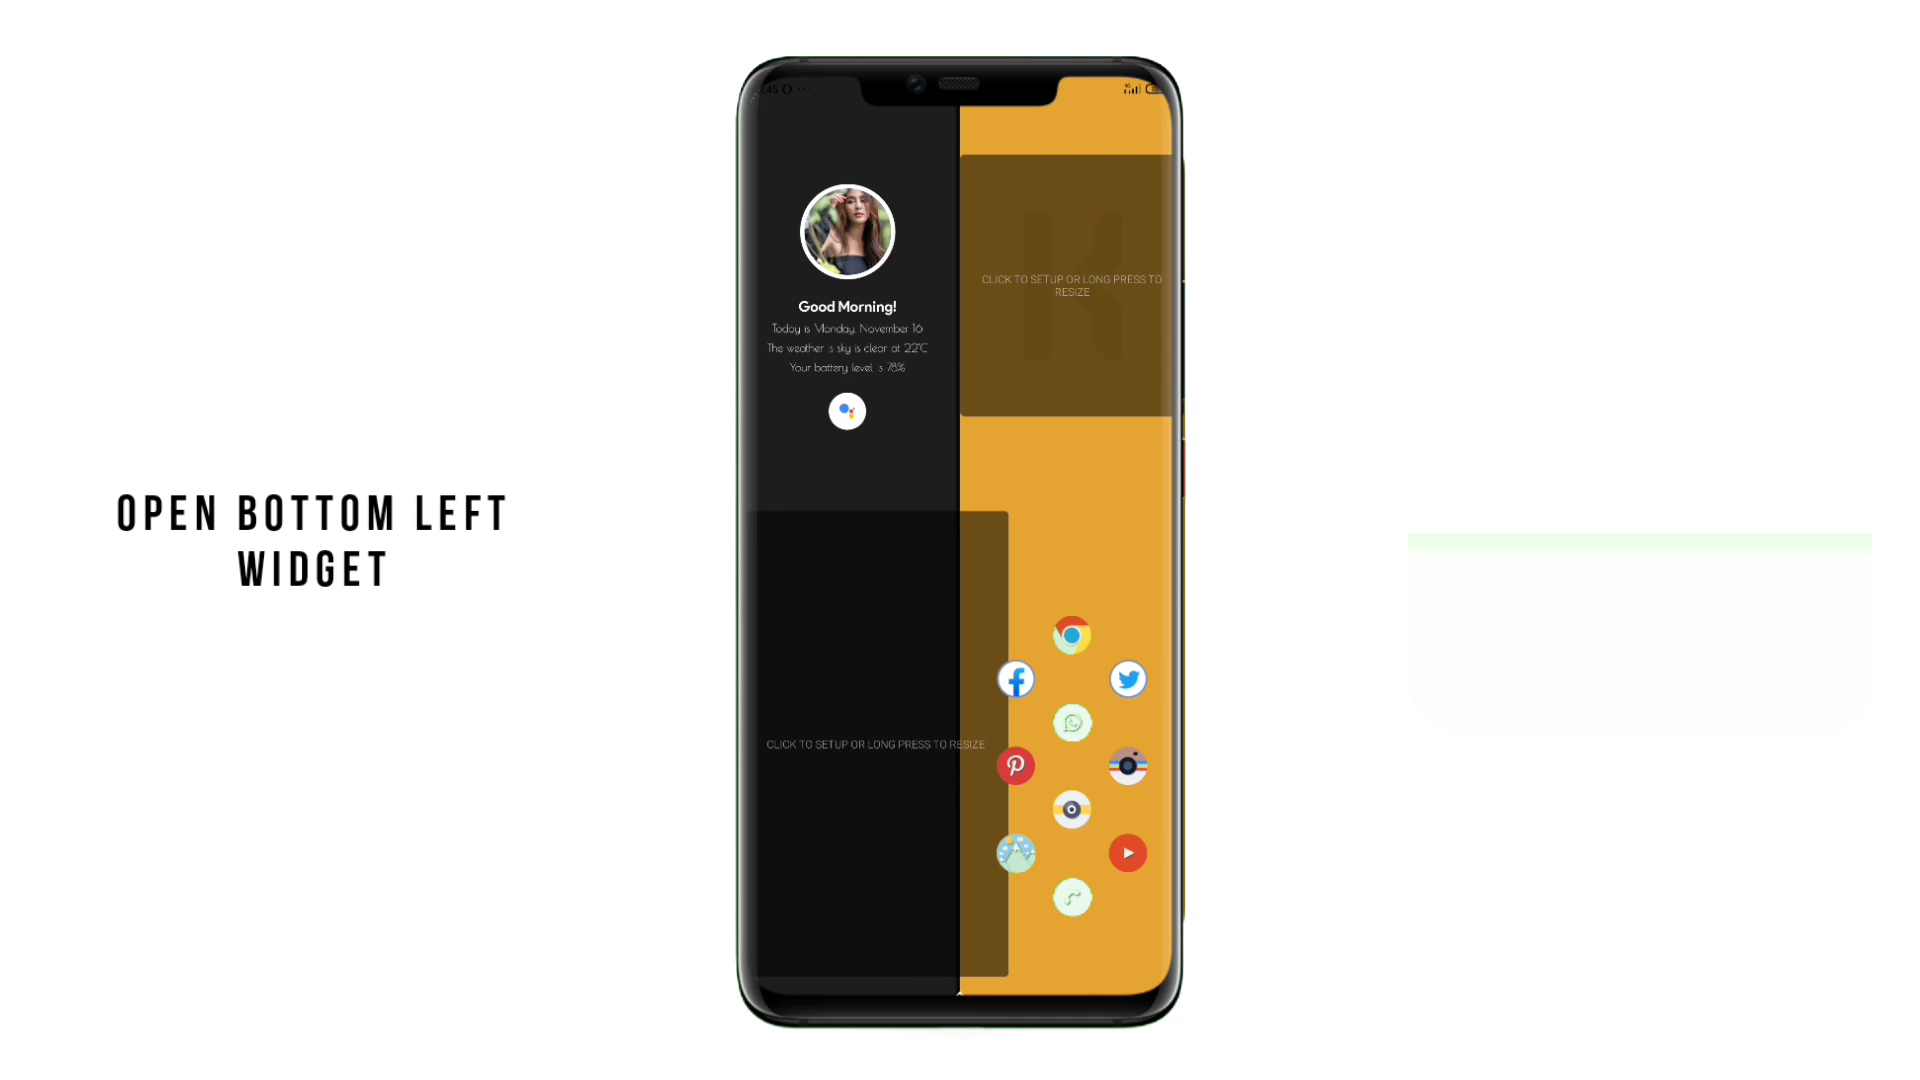 OPEN BOTTOM LEFT
WIDGET
45
4G
Good Morning!
Today is Monday, November 16
The weather is sky is clear at 22°C
Your battery level is 78%
CLICK TO SETUP OR LONG PRESS TO
RESIZE
CLICK TO SETUP OR LONG PRESS TO RESIZE